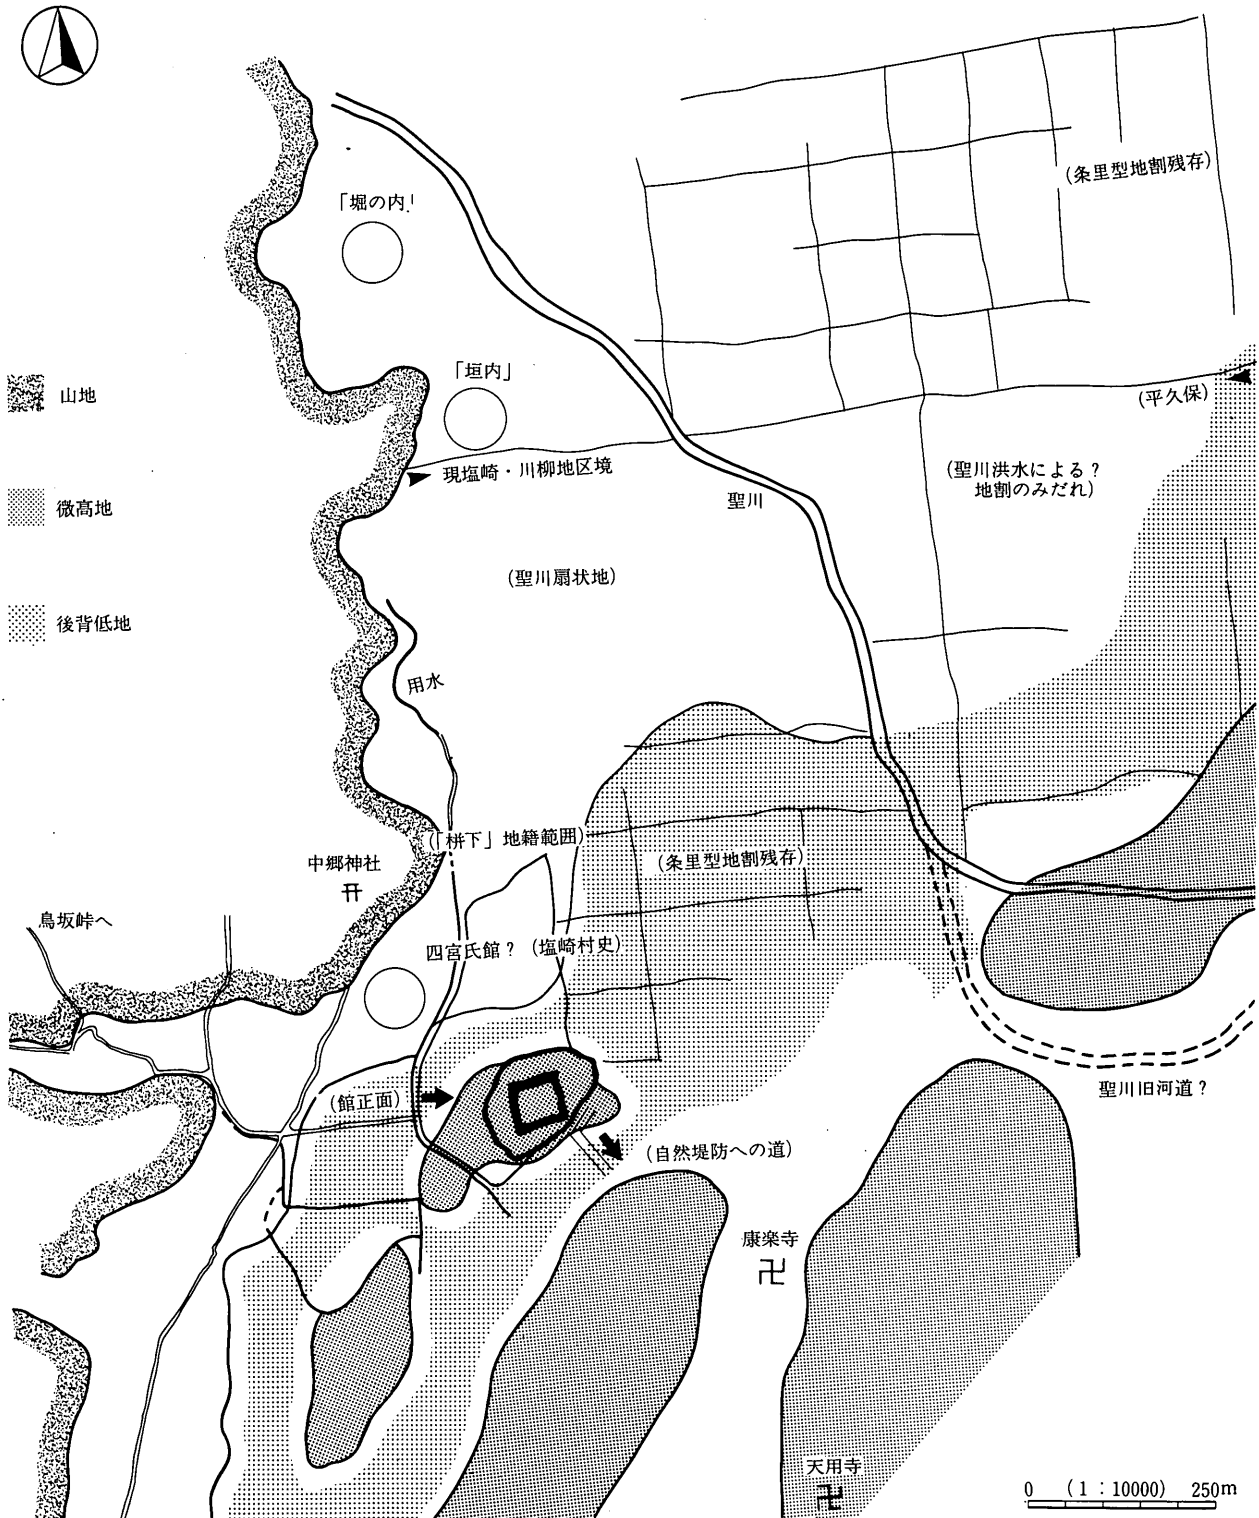 「堀の内」
(条里型地割残存)
「垣内」
山地
(平久保)
現塩崎・川柳地区境
(聖川洪水による?
地割のみだれ)
聖川
微高地
(聖川扇状地)
後背低地
用水
(「栟下」地籍範囲)
(条里型地割残存)
中郷神社
鳥坂峠へ
四宮氏館? (塩崎村史)
(館正面)
聖川旧河道?
(自然堤防への道)
康楽寺
卍
天用寺
卍
0 (1:10000) 250m